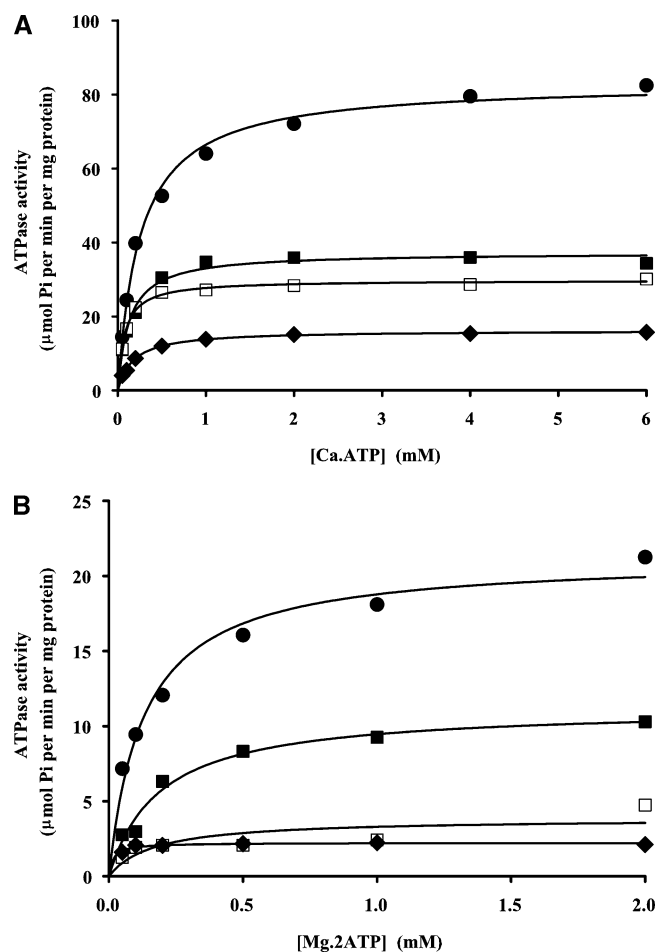 A
100
80
60
40
20
0
ATPase activity
(μmol Pi per min per mg protein)
0 1 2 3 4 5 6
[Ca.ATP] (mM)
B
25
20
15
10
5
0
ATPase activity
(μmol Pi per min per mg protein)
0.0 0.5 1.0 1.5 2.0
[Mg.2ATP] (mM)